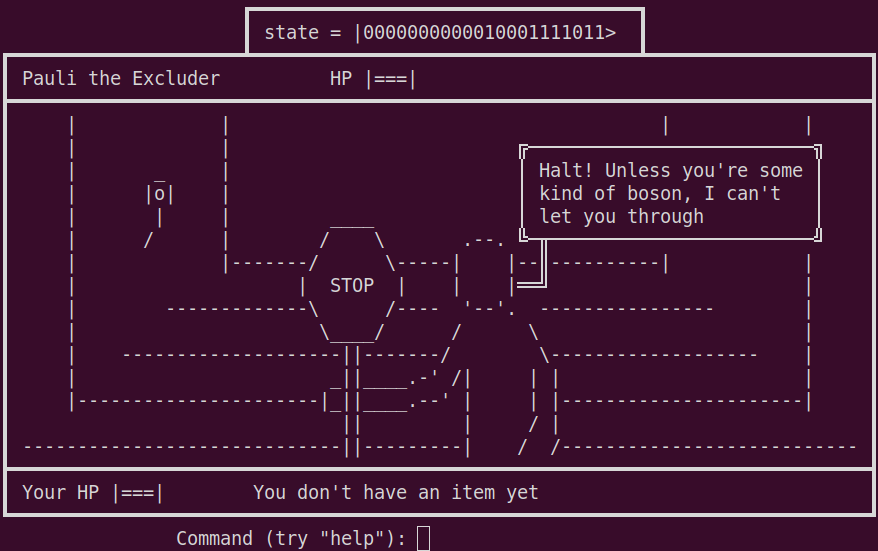 state = |0000000000010001111011>
Pauli the Excluder HP |===|
Halt! Unless you're some
kind of boson, I can't
let you through
STOP
Your HP |===| You don't have an item yet
Command (try "help"):